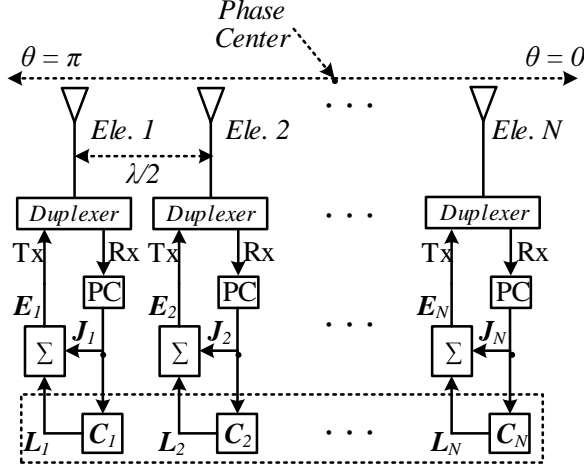 Phase
Center
θ = π
θ = 0
. . .
Ele. 1
Ele. 2
Ele. N
λ/2
Duplexer
Duplexer
. . .
Duplexer
Tx
Rx
Tx
Rx
Tx
Rx
PC
PC
PC
E1
E2
EN
J1
J2
. . .
JN
Σ
Σ
Σ
L1
C1
L2
C2
. . .
LN
CN